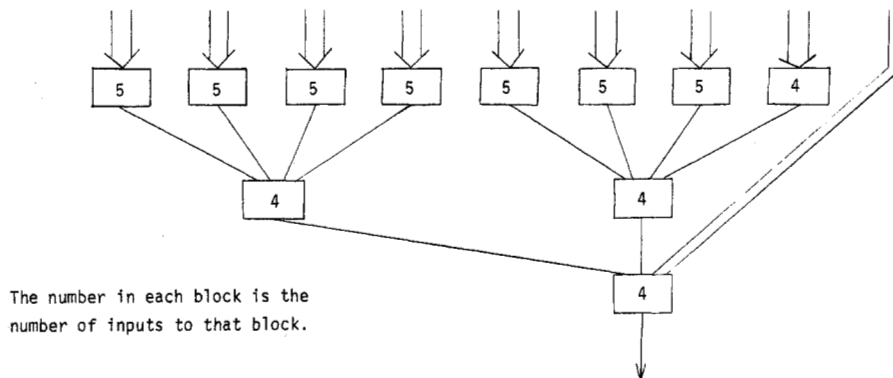 5 5 5 5 5 5 5 4
4 4
4
The number in each block is the
number of inputs to that block.